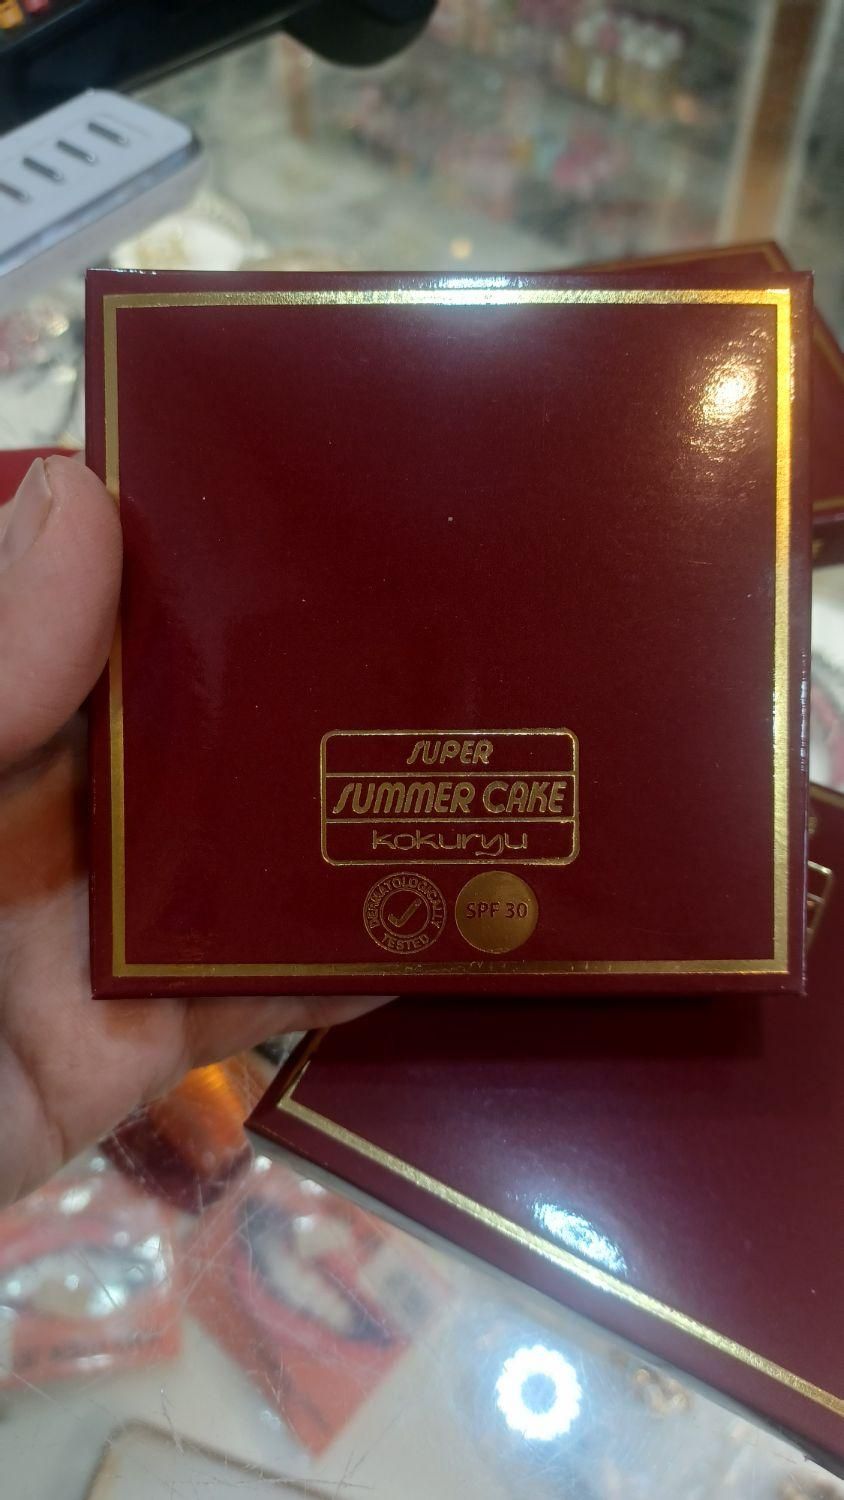 SUPER
SUMMER CAKE
kokuryu
DERMATOLOGICALLY
TESTED
SPF 30